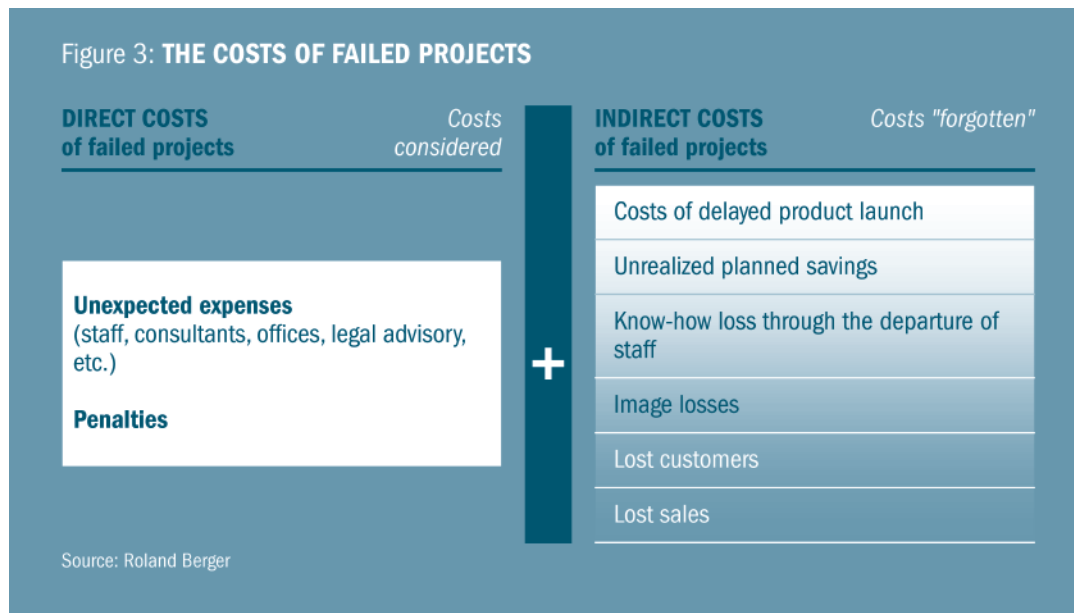 Figure 3: THE COSTS OF FAILED PROJECTS
DIRECT COSTS
of failed projects
Costs
considered
Unexpected expenses
(staff, consultants, offices, legal advisory,
etc.)
Penalties
+
INDIRECT COSTS
of failed projects
Costs "forgotten"
Costs of delayed product launch
Unrealized planned savings
Know-how loss through the departure of
staff
Image losses
Lost customers
Lost sales
Source: Roland Berger